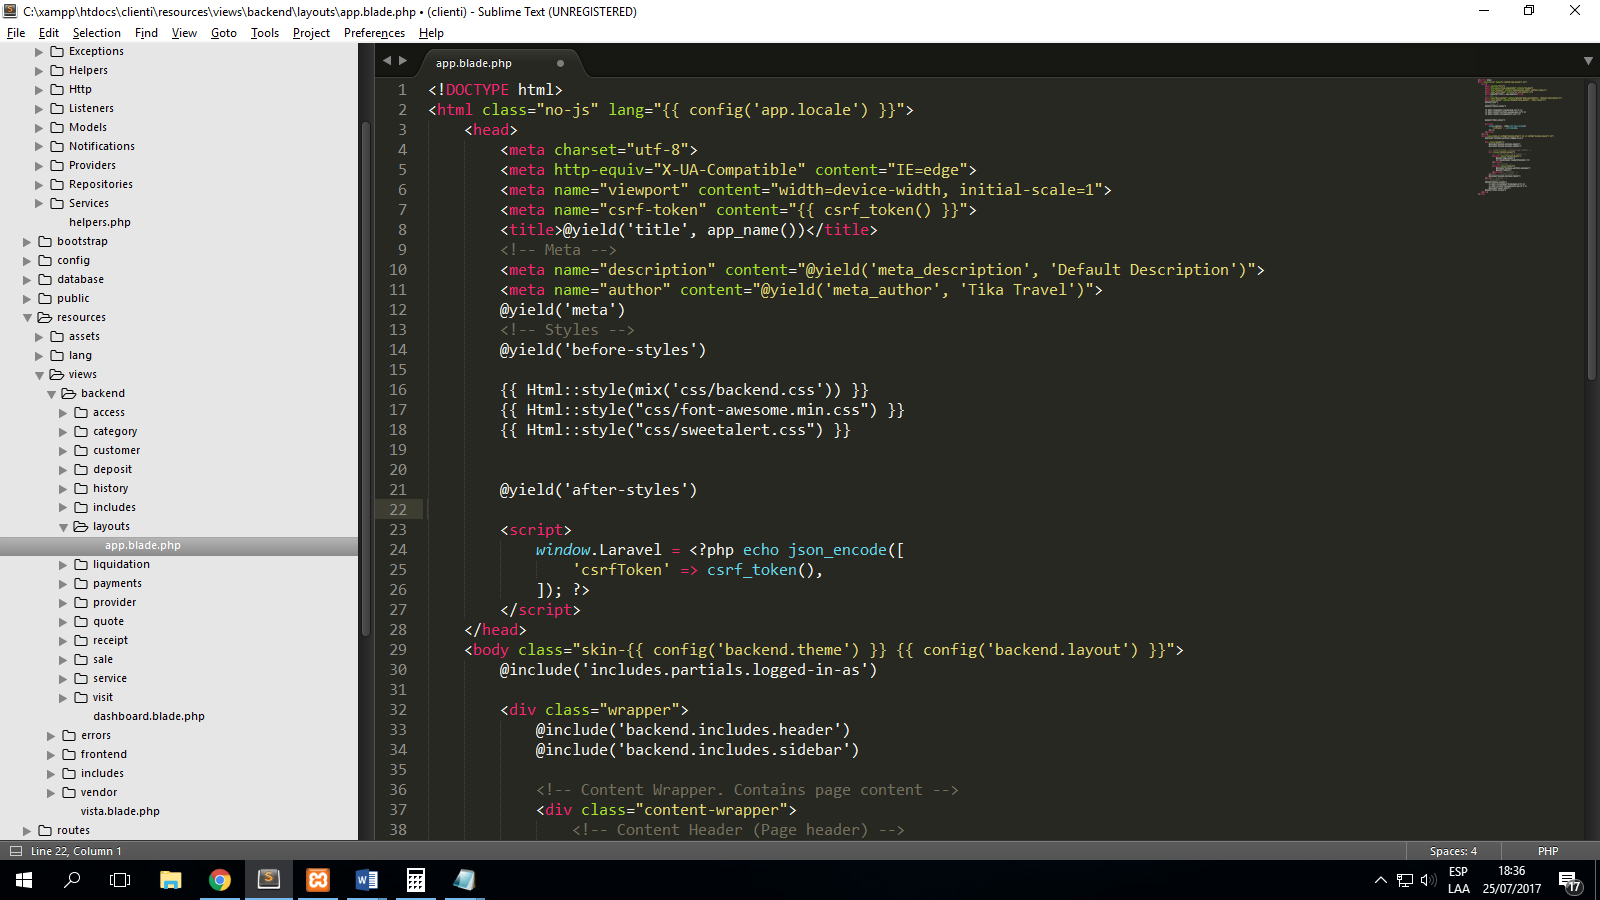 C:\xampp\htdocs\clienti\resources\views\backend\layouts\app.blade.php • (clienti) - Sublime Text (UNREGISTERED)
File Edit Selection Find View Goto Tools Project Preferences Help
Exceptions
Helpers
Http
Listeners
Models
Notifications
Providers
Repositories
Services
helpers.php
bootstrap
config
database
public
resources
assets
lang
views
backend
access
category
customer
deposit
history
includes
layouts
app.blade.php
liquidation
payments
provider
quote
receipt
sale
service
visit
dashboard.blade.php
errors
frontend
includes
vendor
vista.blade.php
routes
app.blade.php
1 <!DOCTYPE html>
2 <html class="no-js" lang="{{ config('app.locale') }}">
3 <head>
4 <meta charset="utf-8">
5 <meta http-equiv="X-UA-Compatible" content="IE=edge">
6 <meta name="viewport" content="width=device-width, initial-scale=1">
7 <meta name="csrf-token" content="{{ csrf_token() }}">
8 <title>@yield('title', app_name())</title>
9 <!-- Meta -->
10 <meta name="description" content="@yield('meta_description', 'Default Description')">
11 <meta name="author" content="@yield('meta_author', 'Tika Travel')">
12 @yield('meta')
13 <!-- Styles -->
14 @yield('before-styles')
15
16 {{ Html::style(mix('css/backend.css')) }}
17 {{ Html::style("css/font-awesome.min.css") }}
18 {{ Html::style("css/sweetalert.css") }}
19
20
21 @yield('after-styles')
22
23 <script>
24 window.Laravel = <?php echo json_encode([
25 'csrfToken' => csrf_token(),
26 ]); ?>
27 </script>
28 </head>
29 <body class="skin-{{ config('backend.theme') }} {{ config('backend.layout') }}">
30 @include('includes.partials.logged-in-as')
31
32 <div class="wrapper">
33 @include('backend.includes.header')
34 @include('backend.includes.sidebar')
35
36 <!-- Content Wrapper. Contains page content -->
37 <div class="content-wrapper">
38 <!-- Content Header (Page header) -->
Line 22, Column 1
Spaces: 4
PHP
ESP
LAA
18:36
25/07/2017
17